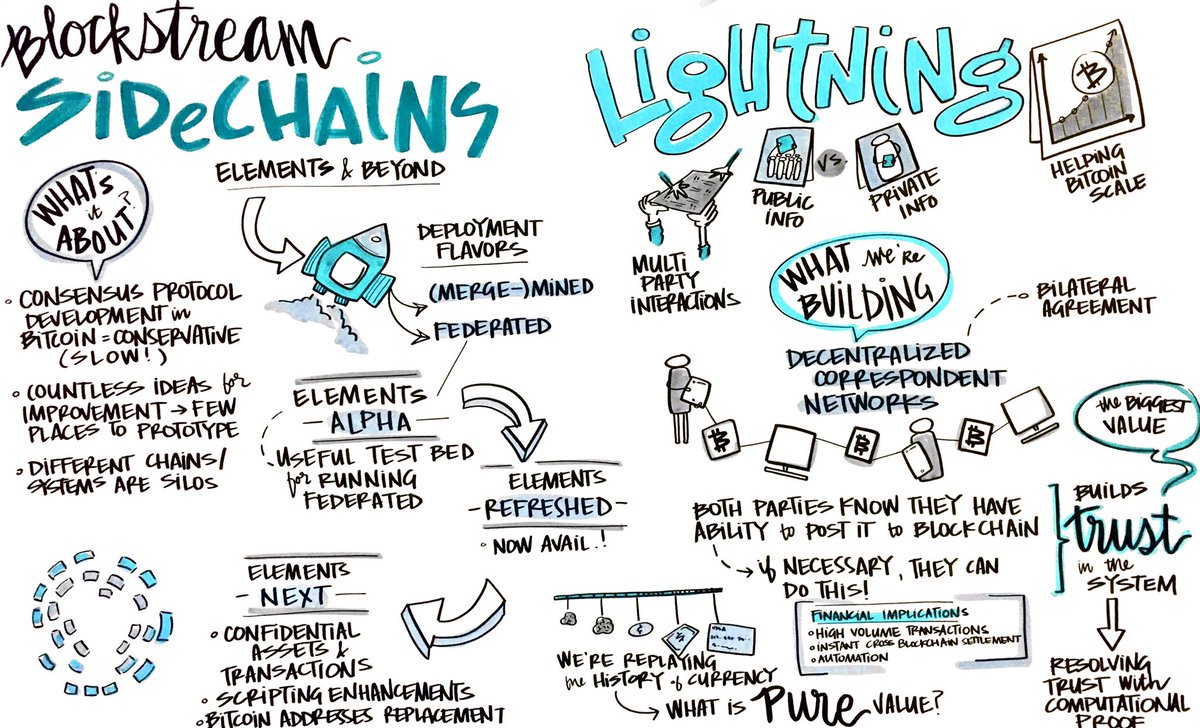 Blockstream
SIDECHAINS
ELEMENTS & BEYOND
WHAT'S
it
ABOUT?
• CONSENSUS PROTOCOL
DEVELOPMENT in
BITCOIN = CONSERVATIVE
(SLOW!)
• COUNTLESS IDEAS for
IMPROVEMENT → FEW
PLACES to PROTOTYPE
• DIFFERENT CHAINS/
SYSTEMS ARE SILOS
DEPLOYMENT
FLAVORS
(MERGE-)MINED
FEDERATED
ELEMENTS
- ALPHA -
USEFUL TEST BED
for RUNNING
FEDERATED
ELEMENTS
- REFRESHED -
• NOW AVAIL.!
ELEMENTS
- NEXT -
• CONFIDENTIAL
ASSETS &
TRANSACTIONS
• SCRIPTING ENHANCEMENTS
• BITCOIN ADDRESSES REPLACEMENT
LIGHTNING
MULTI
PARTY
INTERACTIONS
PUBLIC
INFO
VS
PRIVATE
INFO
HELPING
BITCOIN
SCALE
WHAT we're
BUILDING
DECENTRALIZED
CORRESPONDENT
NETWORKS
BILATERAL
AGREEMENT
BOTH PARTIES KNOW THEY HAVE
ABILITY to POST IT to BLOCKCHAIN
if NECESSARY, THEY CAN
DO THIS!
the BIGGEST
VALUE
BUILDS
trust
in the
SYSTEM
RESOLVING
TRUST WITH
COMPUTATIONAL
PROOF
VISA
WE'RE REPLAYING
the HISTORY of CURRENCY
WHAT IS PURE VALUE?
FINANCIAL IMPLICATIONS
• HIGH VOLUME TRANSACTIONS
• INSTANT CROSS BLOCKCHAIN SETTLEMENT
• AUTOMATION